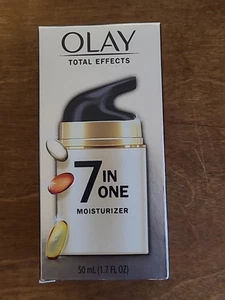 OLAY
TOTAL EFFECTS
7 IN
ONE
MOISTURIZER
50 mL (1.7 FL OZ)